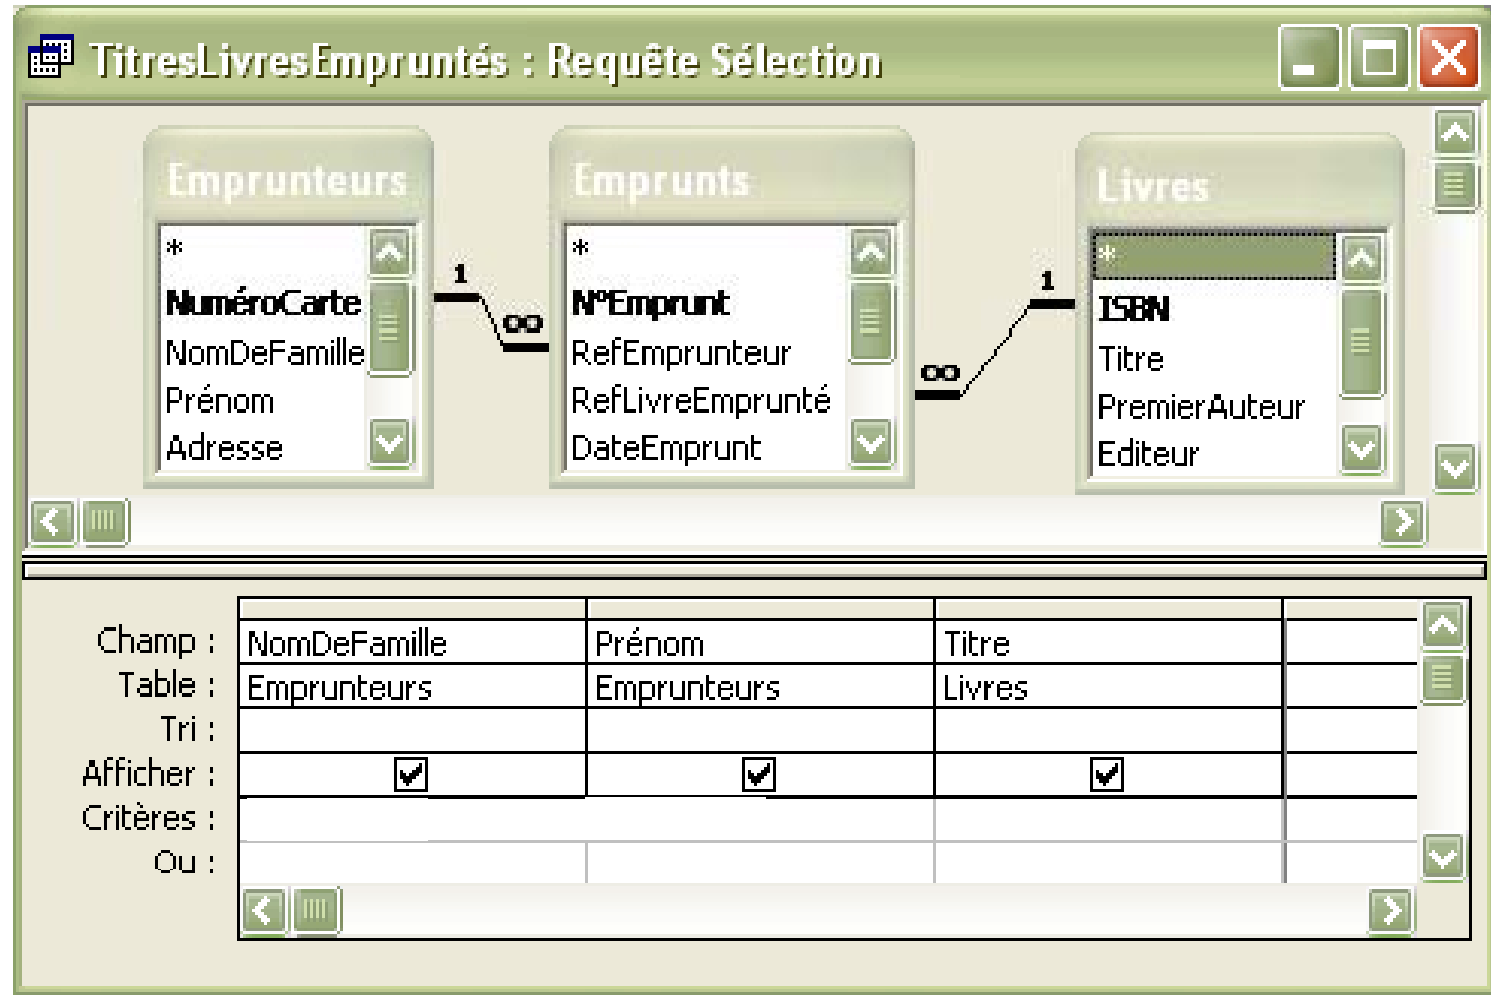 TitresLivresEmpruntés : Requête Sélection
Emprunteurs
*
NuméroCarte
NomDeFamille
Prénom
Adresse
1
∞
Emprunts
*
N°Emprunt
RefEmprunteur
RefLivreEmprunté
DateEmprunt
∞
1
Livres
*
ISBN
Titre
PremierAuteur
Editeur
Champ : NomDeFamille Prénom Titre
Table : Emprunteurs Emprunteurs Livres
Tri :
Afficher :
Critères :
Ou :